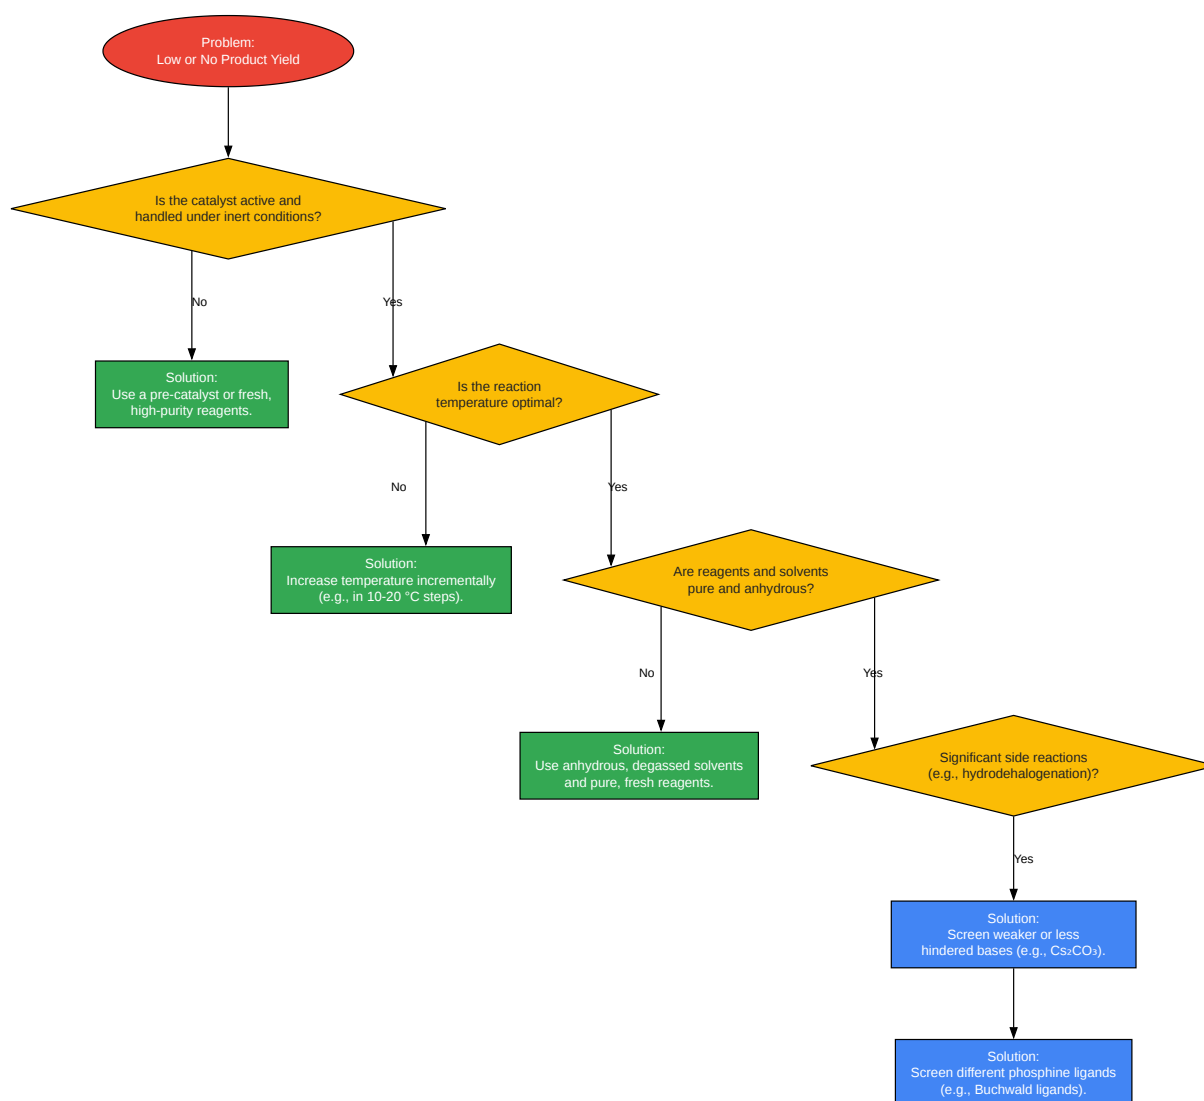 Problem:
Low or No Product Yield
Is the catalyst active and
handled under inert conditions?
No
Yes
Solution:
Use a pre-catalyst or fresh,
high-purity reagents.
Is the reaction
temperature optimal?
No
Yes
Solution:
Increase temperature incrementally
(e.g., in 10-20 °C steps).
Are reagents and solvents
pure and anhydrous?
No
Yes
Solution:
Use anhydrous, degassed solvents
and pure, fresh reagents.
Significant side reactions
(e.g., hydrodehalogenation)?
Yes
Solution:
Screen weaker or less
hindered bases (e.g., Cs₂CO₃).
Solution:
Screen different phosphine ligands
(e.g., Buchwald ligands).